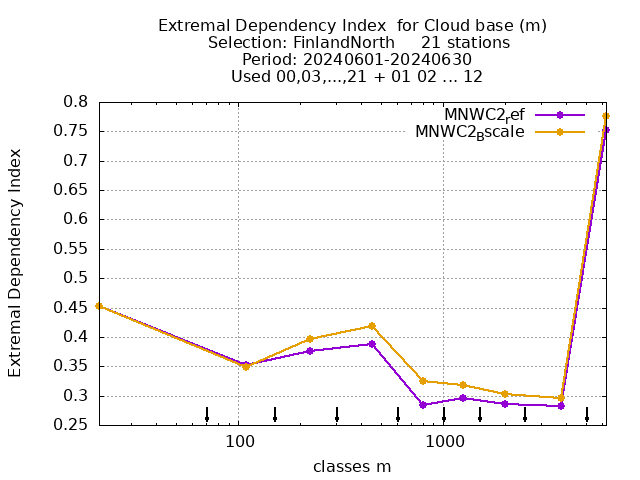 Extremal Dependency Index  for Cloud base (m)
Selection: FinlandNorth     21 stations
Period: 20240601-20240630
Used 00,03,...,21 + 01 02 ... 12
MNWC2_ref
MNWC2_Bscale
Extremal Dependency Index
0.8
0.75
0.7
0.65
0.6
0.55
0.5
0.45
0.4
0.35
0.3
0.25
100
1000
classes m